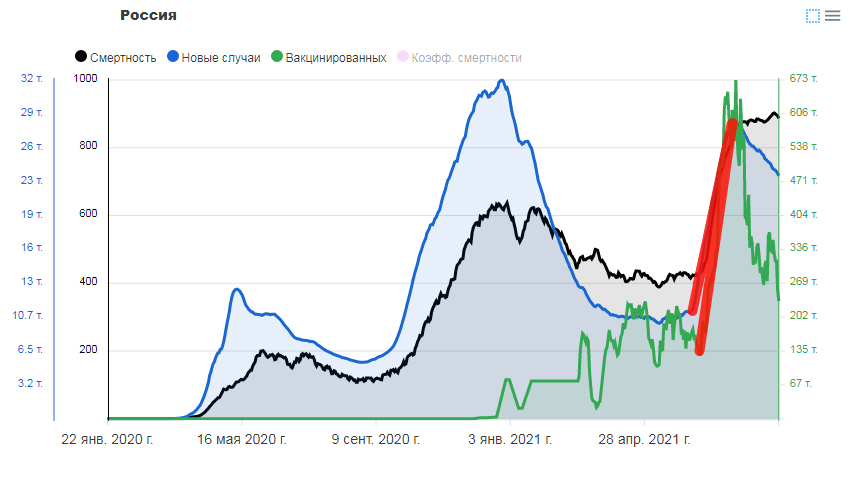 Россия
Смертность Новые случаи Вакцинированных Коэфф. смертности
32 т. 1000 673 т.
29 т. 606 т.
26 т. 800 538 т.
23 т. 471 т.
19 т. 600 404 т.
16 т. 336 т.
13 т. 400 269 т.
10.7 т. 202 т.
6.5 т. 200 135 т.
3.2 т. 67 т.
22 янв. 2020 г. 16 мая 2020 г. 9 сент. 2020 г. 3 янв. 2021 г. 28 апр. 2021 г.